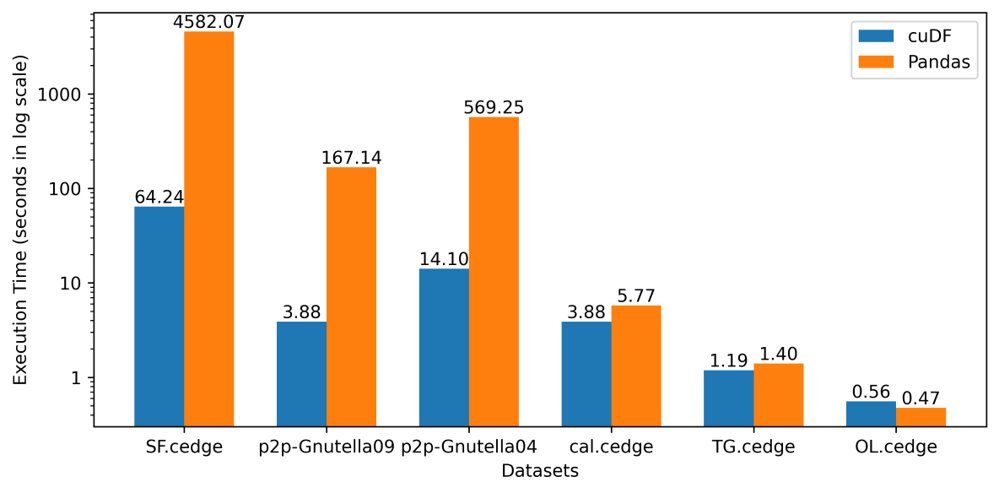 4582.07
cuDF
Pandas
Execution Time (seconds in log scale)
1000
569.25
167.14
100
64.24
14.10
10
3.88
3.88
5.77
1.19
1.40
1
0.56
0.47
SF.cedge
p2p-Gnutella09
p2p-Gnutella04
cal.cedge
TG.cedge
OL.cedge
Datasets